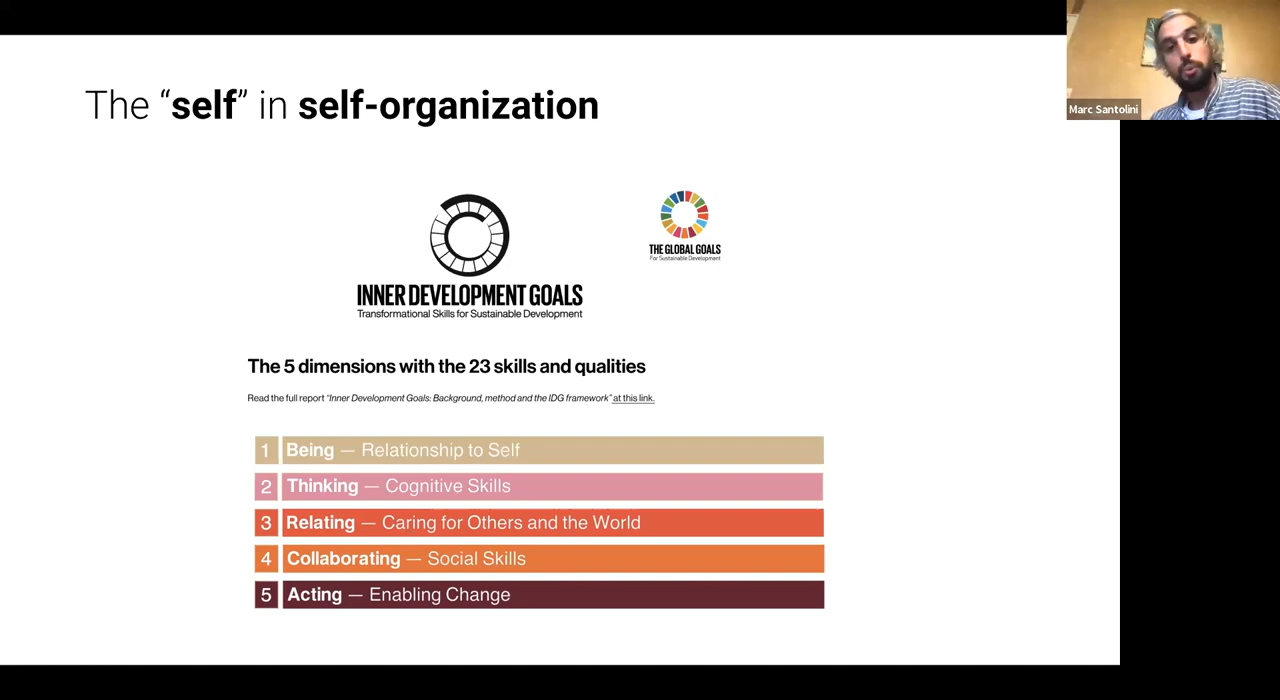 The “self” in self-organization
Marc Santolini
INNER DEVELOPMENT GOALS
Transformational Skills for Sustainable Development
THE GLOBAL GOALS
For Sustainable Development
The 5 dimensions with the 23 skills and qualities
Read the full report “Inner Development Goals: Background, method and the IDG framework” at this link.
1 Being — Relationship to Self
2 Thinking — Cognitive Skills
3 Relating — Caring for Others and the World
4 Collaborating — Social Skills
5 Acting — Enabling Change